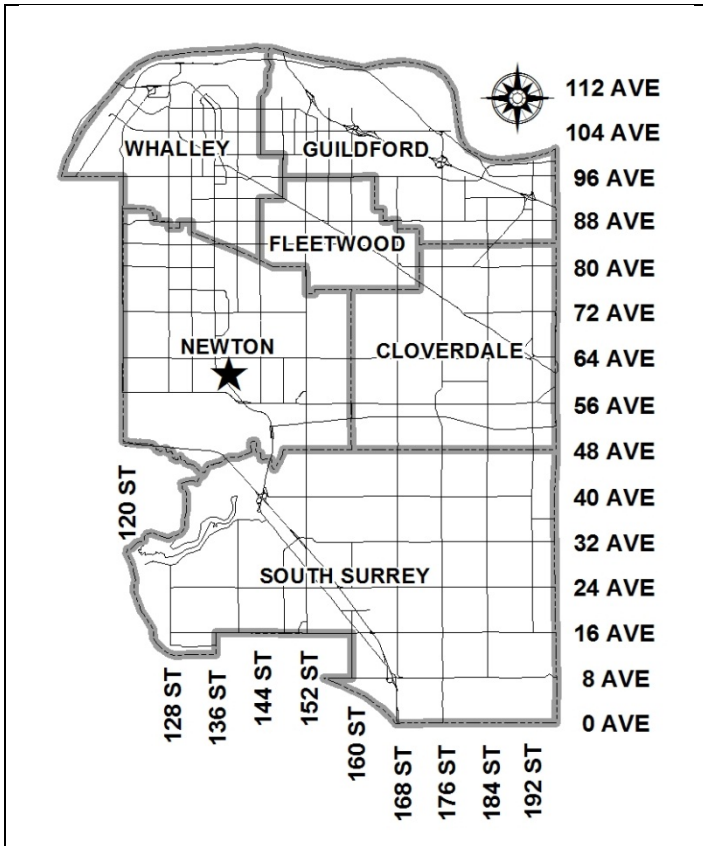 112 AVE
104 AVE
WHALLEY
GUILDFORD
96 AVE
88 AVE
FLEETWOOD
80 AVE
72 AVE
NEWTON
CLOVERDALE
64 AVE
56 AVE
48 AVE
120 ST
40 AVE
32 AVE
SOUTH SURREY
24 AVE
16 AVE
8 AVE
0 AVE
128 ST
136 ST
144 ST
152 ST
160 ST
168 ST
176 ST
184 ST
192 ST